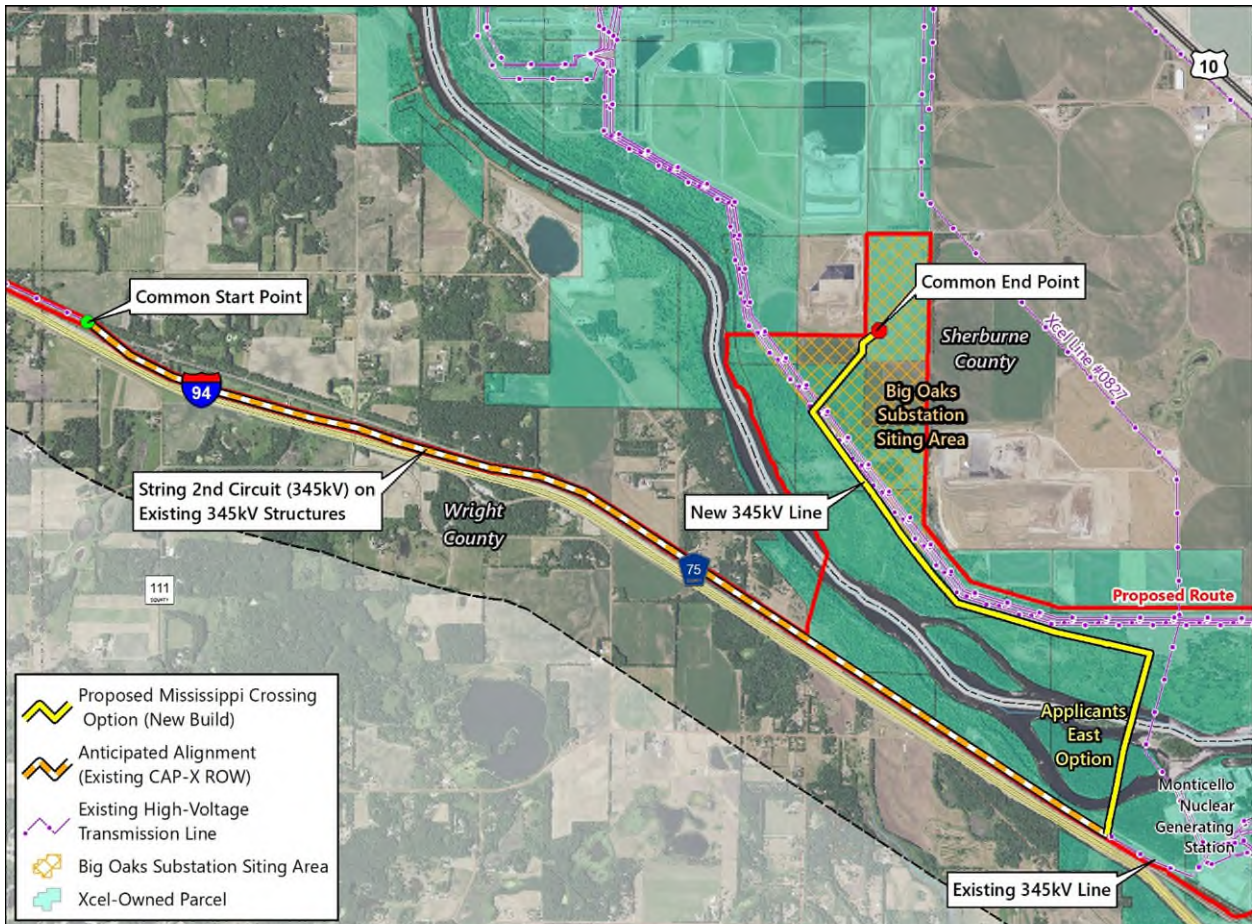 10
Common Start Point
Common End Point
Sherburne
County
Xcel Line #0827
94
Big Oaks
Substation
Siting Area
String 2nd Circuit (345kV) on
Existing 345kV Structures
Wright
County
New 345kV Line
75
COUNTY
111
COUNTY
Proposed Route
Applicants
East
Option
Monticello
Nuclear
Generating
Station
Existing 345kV Line
Proposed Mississippi Crossing
Option (New Build)
Anticipated Alignment
(Existing CAP-X ROW)
Existing High-Voltage
Transmission Line
Big Oaks Substation Siting Area
Xcel-Owned Parcel